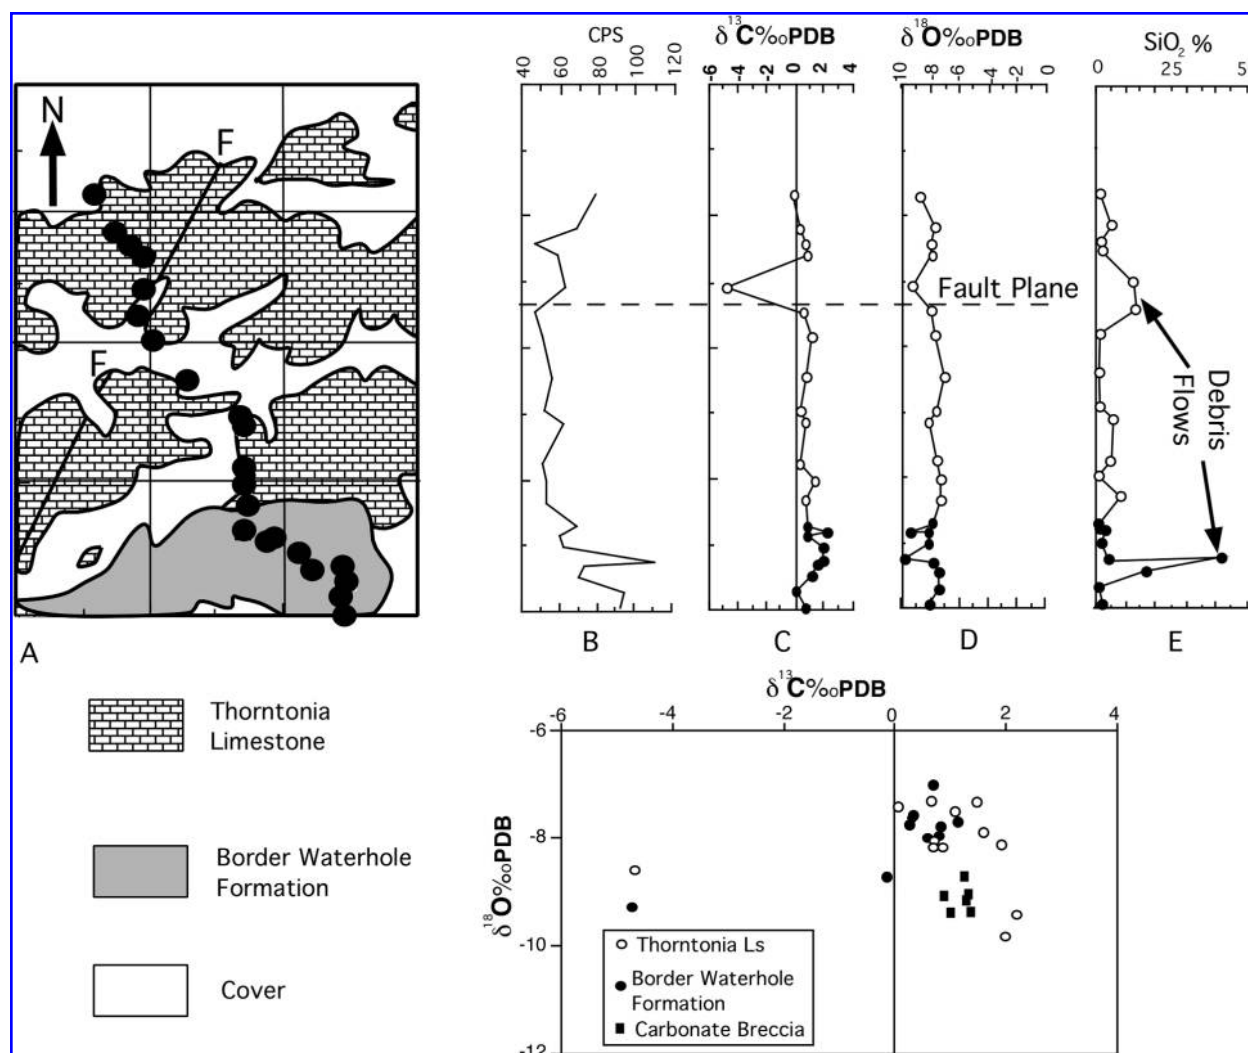 N
F
F
A
CPS
40 60 80 100 120
B
δ¹³C‰PDB
-6 -4 -2 0 2 4
C
δ¹⁸O‰PDB
10 -8 -6 -4 -2 0
D
SiO₂ %
0 25 5
E
Fault Plane
Debris
Flows
Thorntonia
Limestone
Border Waterhole
Formation
Cover
δ¹³C‰PDB
-6 -4 -2 0 2 4
δ¹⁸O‰PDB
-6
-8
-10
-12
Thorntonia Ls
Border Waterhole
Formation
Carbonate Breccia